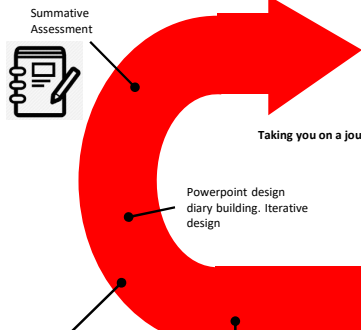 Summative
Assessment
Taking you on a jou
Powerpoint design
diary building. Iterative
design